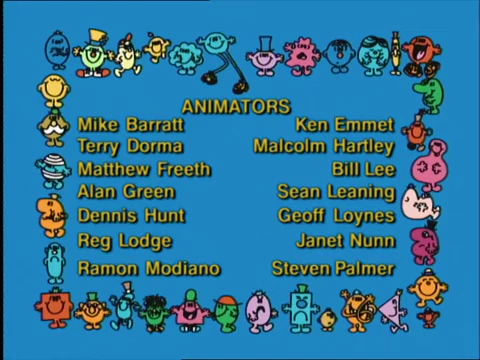 ANIMATORS
Mike Barratt Ken Emmet
Terry Dorma Malcolm Hartley
Matthew Freeth Bill Lee
Alan Green Sean Leaning
Dennis Hunt Geoff Loynes
Reg Lodge Janet Nunn
Ramon Modiano Steven Palmer